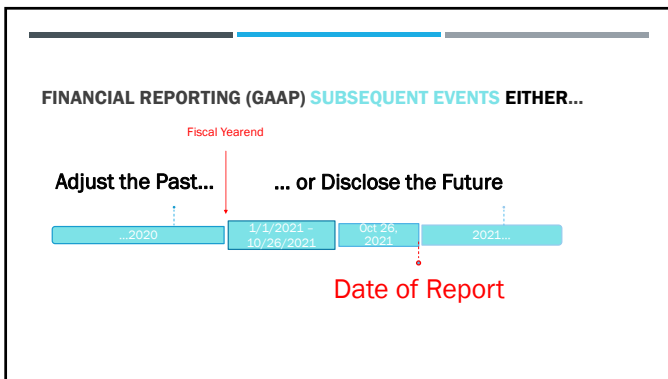 FINANCIAL REPORTING (GAAP) SUBSEQUENT EVENTS EITHER...
Fiscal Yearend
Adjust the Past...
... or Disclose the Future
...2020
1/1/2021 –
10/26/2021
Oct 26,
2021
2021...
Date of Report